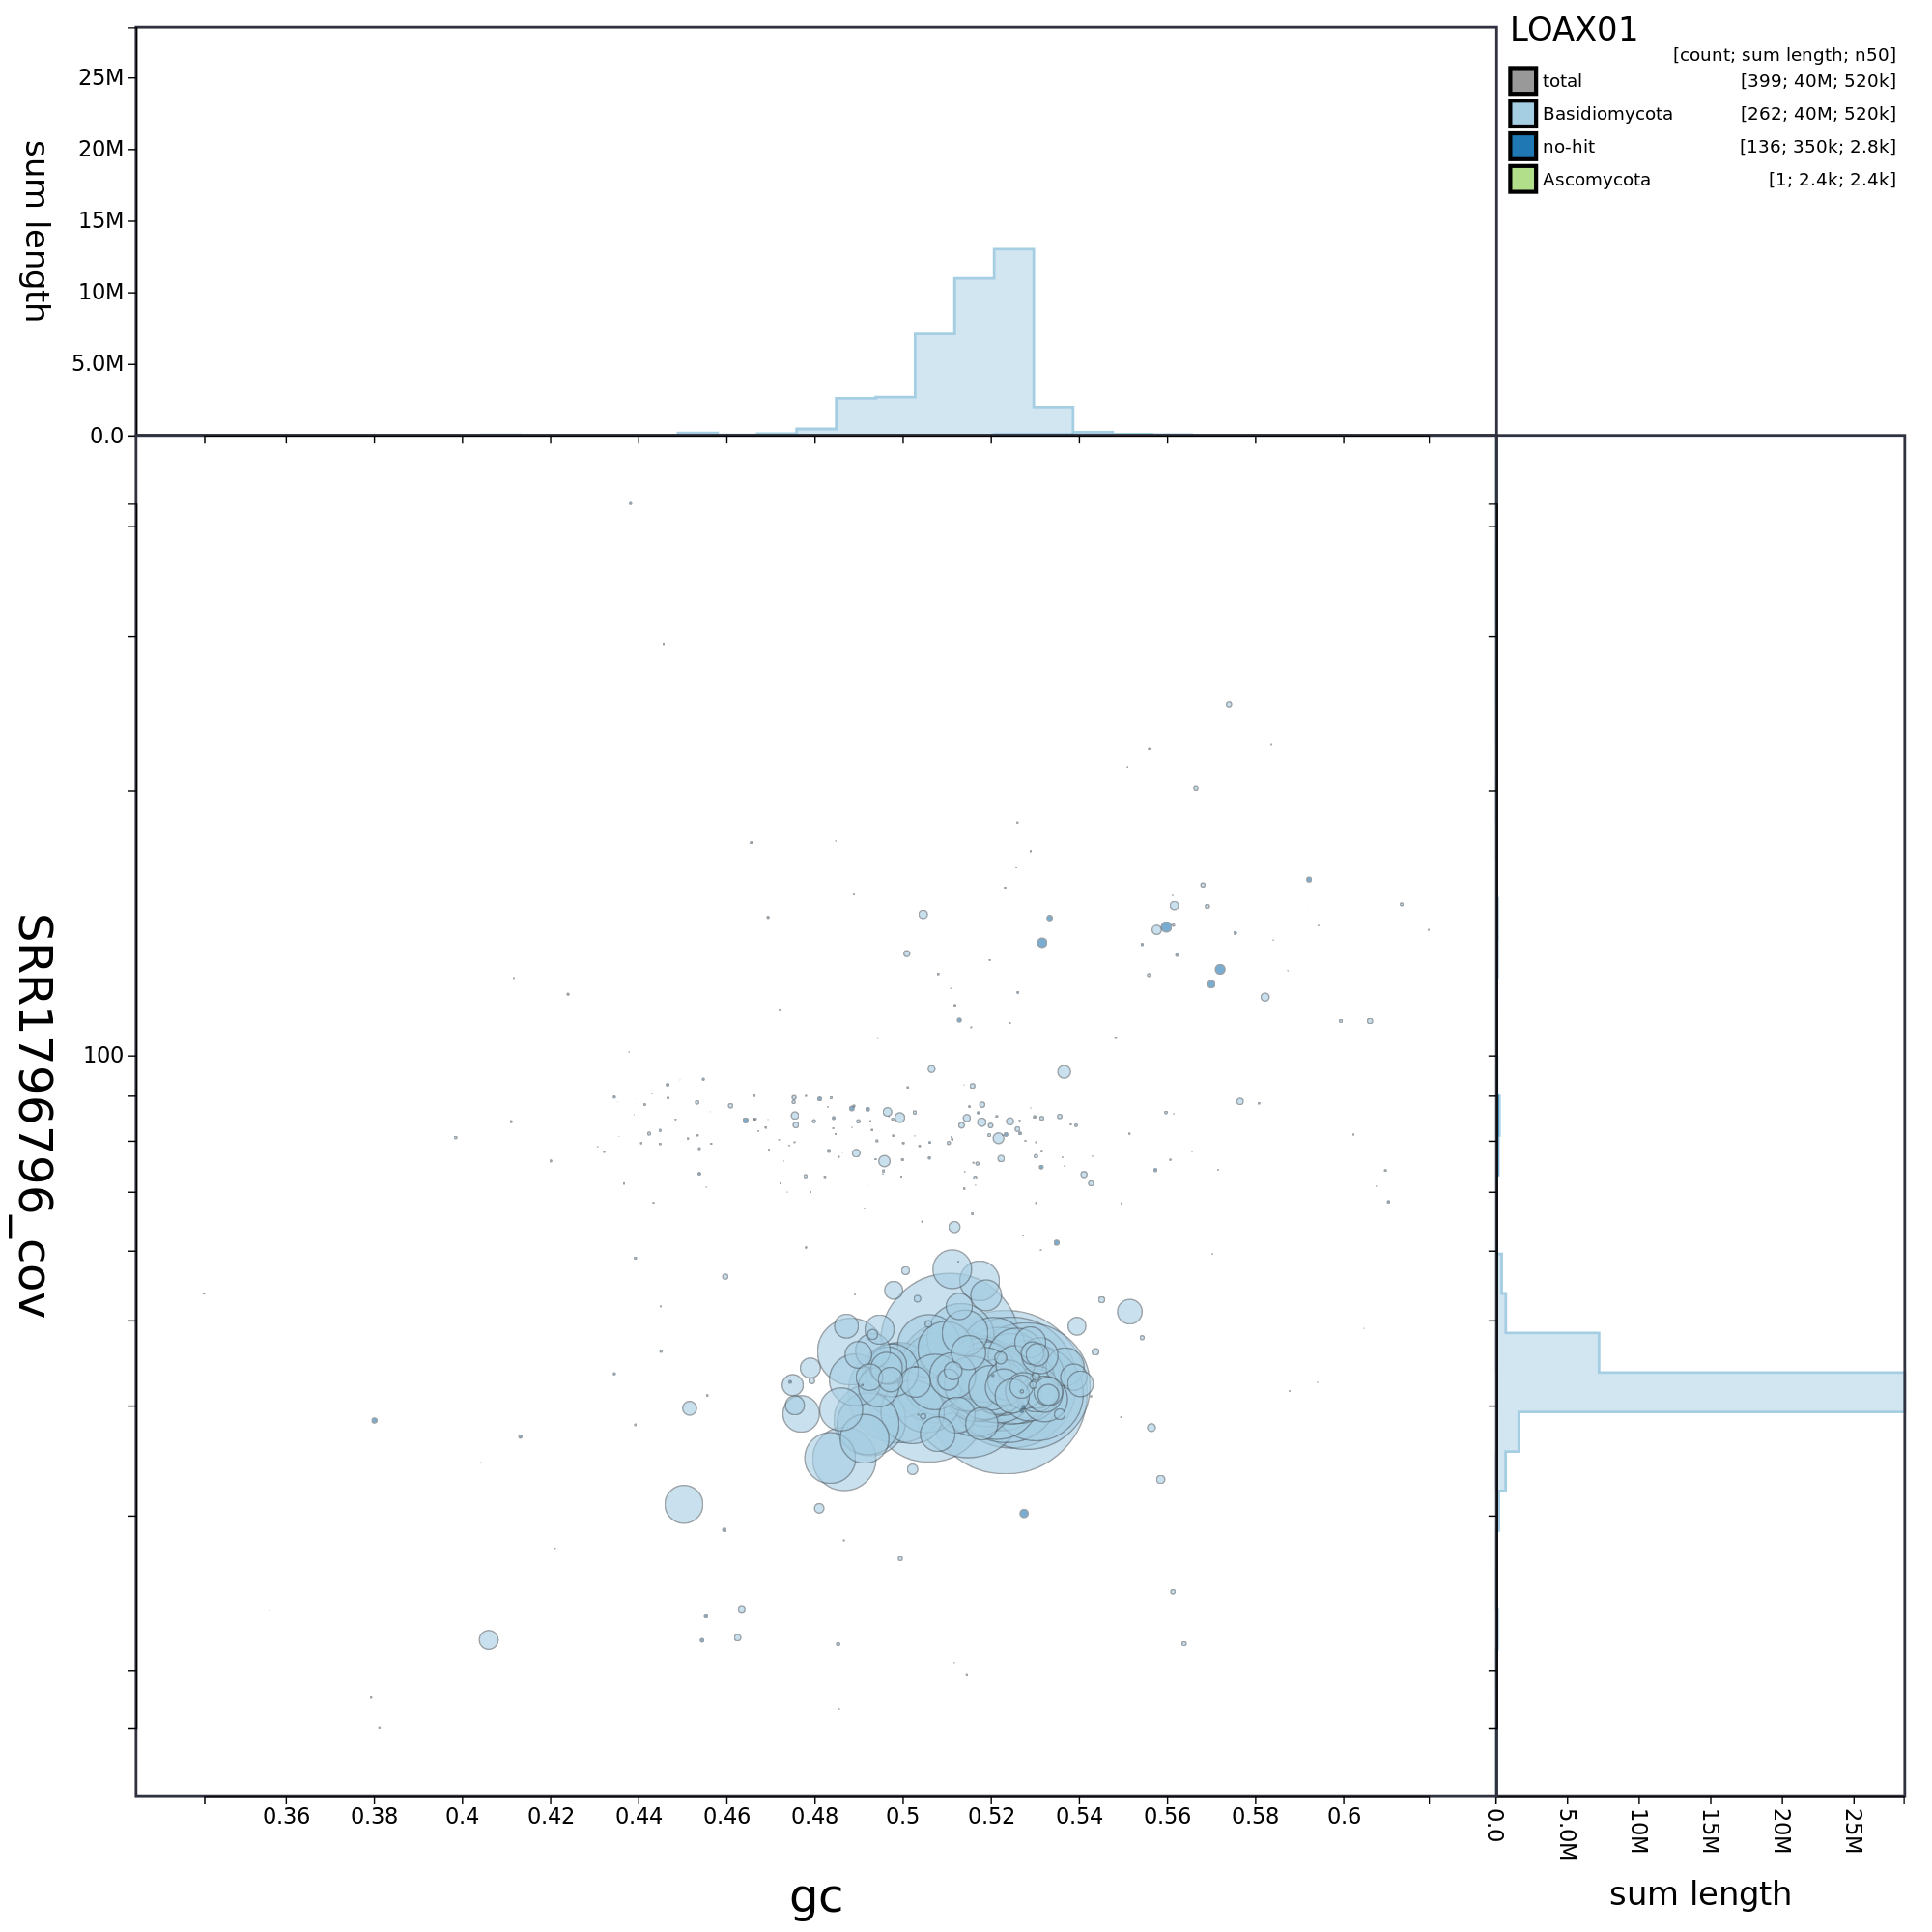 LOAX01
[count; sum length; n50]
total [399; 40M; 520k]
Basidiomycota [262; 40M; 520k]
no-hit [136; 350k; 2.8k]
Ascomycota [1; 2.4k; 2.4k]
sum length
25M
20M
15M
10M
5.0M
0.0
SRR1796796_cov
100
0.36 0.38 0.4 0.42 0.44 0.46 0.48 0.5 0.52 0.54 0.56 0.58 0.6
gc
0.0 5.0M 10M 15M 20M 25M
sum length